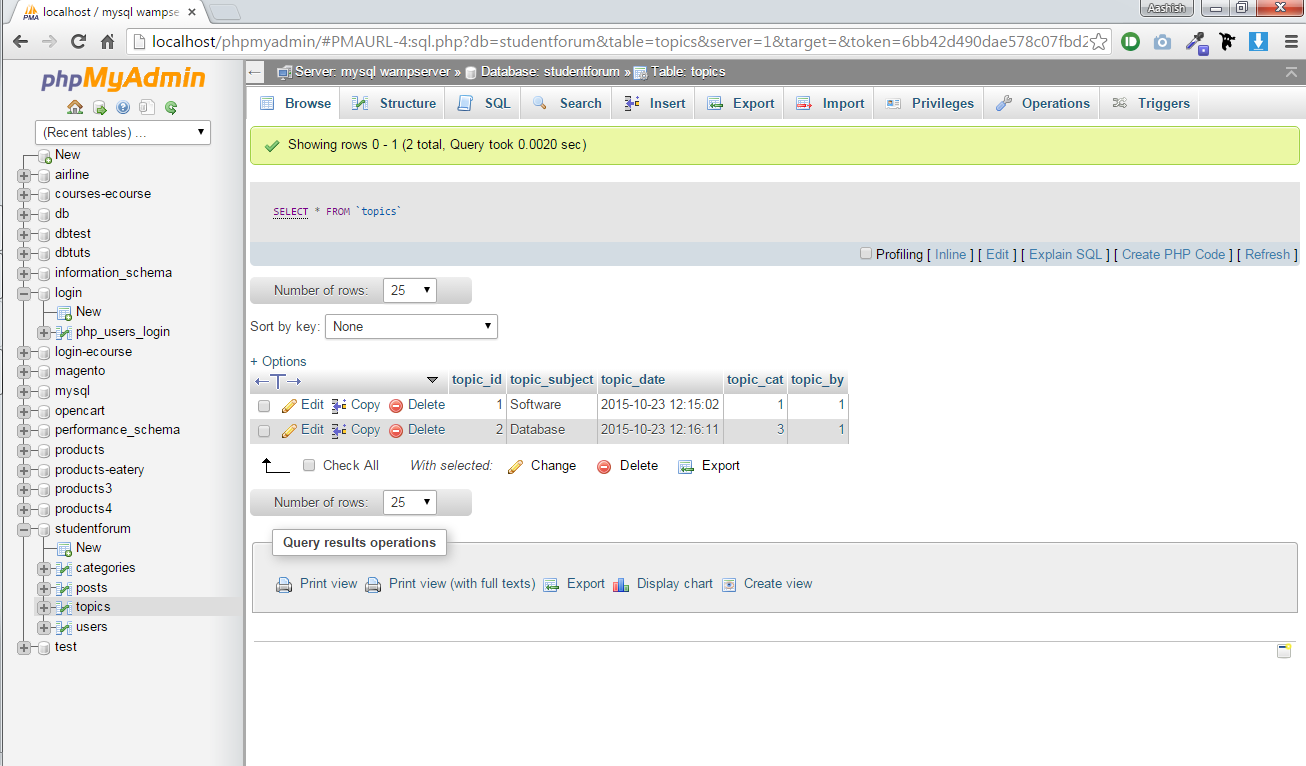 localhost / mysql wampse
Aashish
localhost/phpmyadmin/#PMAURL-4:sql.php?db=studentforum&table=topics&server=1&target=&token=6bb42d490dae578c07fbd2
phpMyAdmin
(Recent tables) ...
New
airline
courses-ecourse
db
dbtest
dbtuts
information_schema
login
New
php_users_login
login-ecourse
magento
mysql
opencart
performance_schema
products
products-eatery
products3
products4
studentforum
New
categories
posts
topics
users
test
Server: mysql wampserver » Database: studentforum » Table: topics
Browse Structure SQL Search Insert Export Import Privileges Operations Triggers
Showing rows 0 - 1 (2 total, Query took 0.0020 sec)
SELECT * FROM `topics`
Profiling [ Inline ] [ Edit ] [ Explain SQL ] [ Create PHP Code ] [ Refresh ]
Number of rows: 25
Sort by key: None
+ Options
topic_id topic_subject topic_date topic_cat topic_by
Edit Copy Delete 1 Software 2015-10-23 12:15:02 1 1
Edit Copy Delete 2 Database 2015-10-23 12:16:11 3 1
Check All With selected: Change Delete Export
Number of rows: 25
Query results operations
Print view Print view (with full texts) Export Display chart Create view